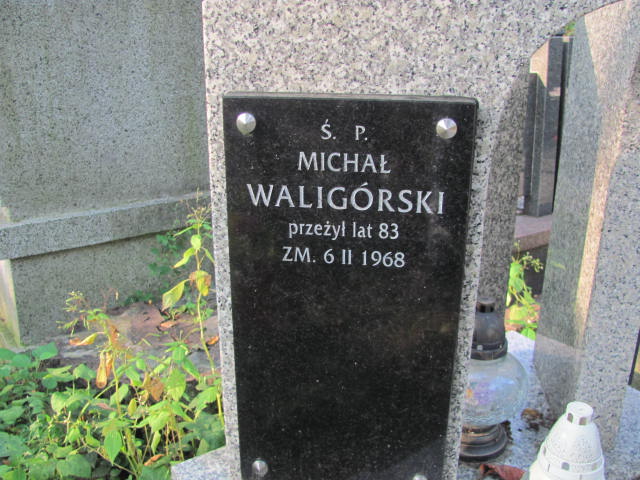 Ś. P.
MICHAŁ
WALIGÓRSKI
przeżył lat 83
ZM. 6 II 1968